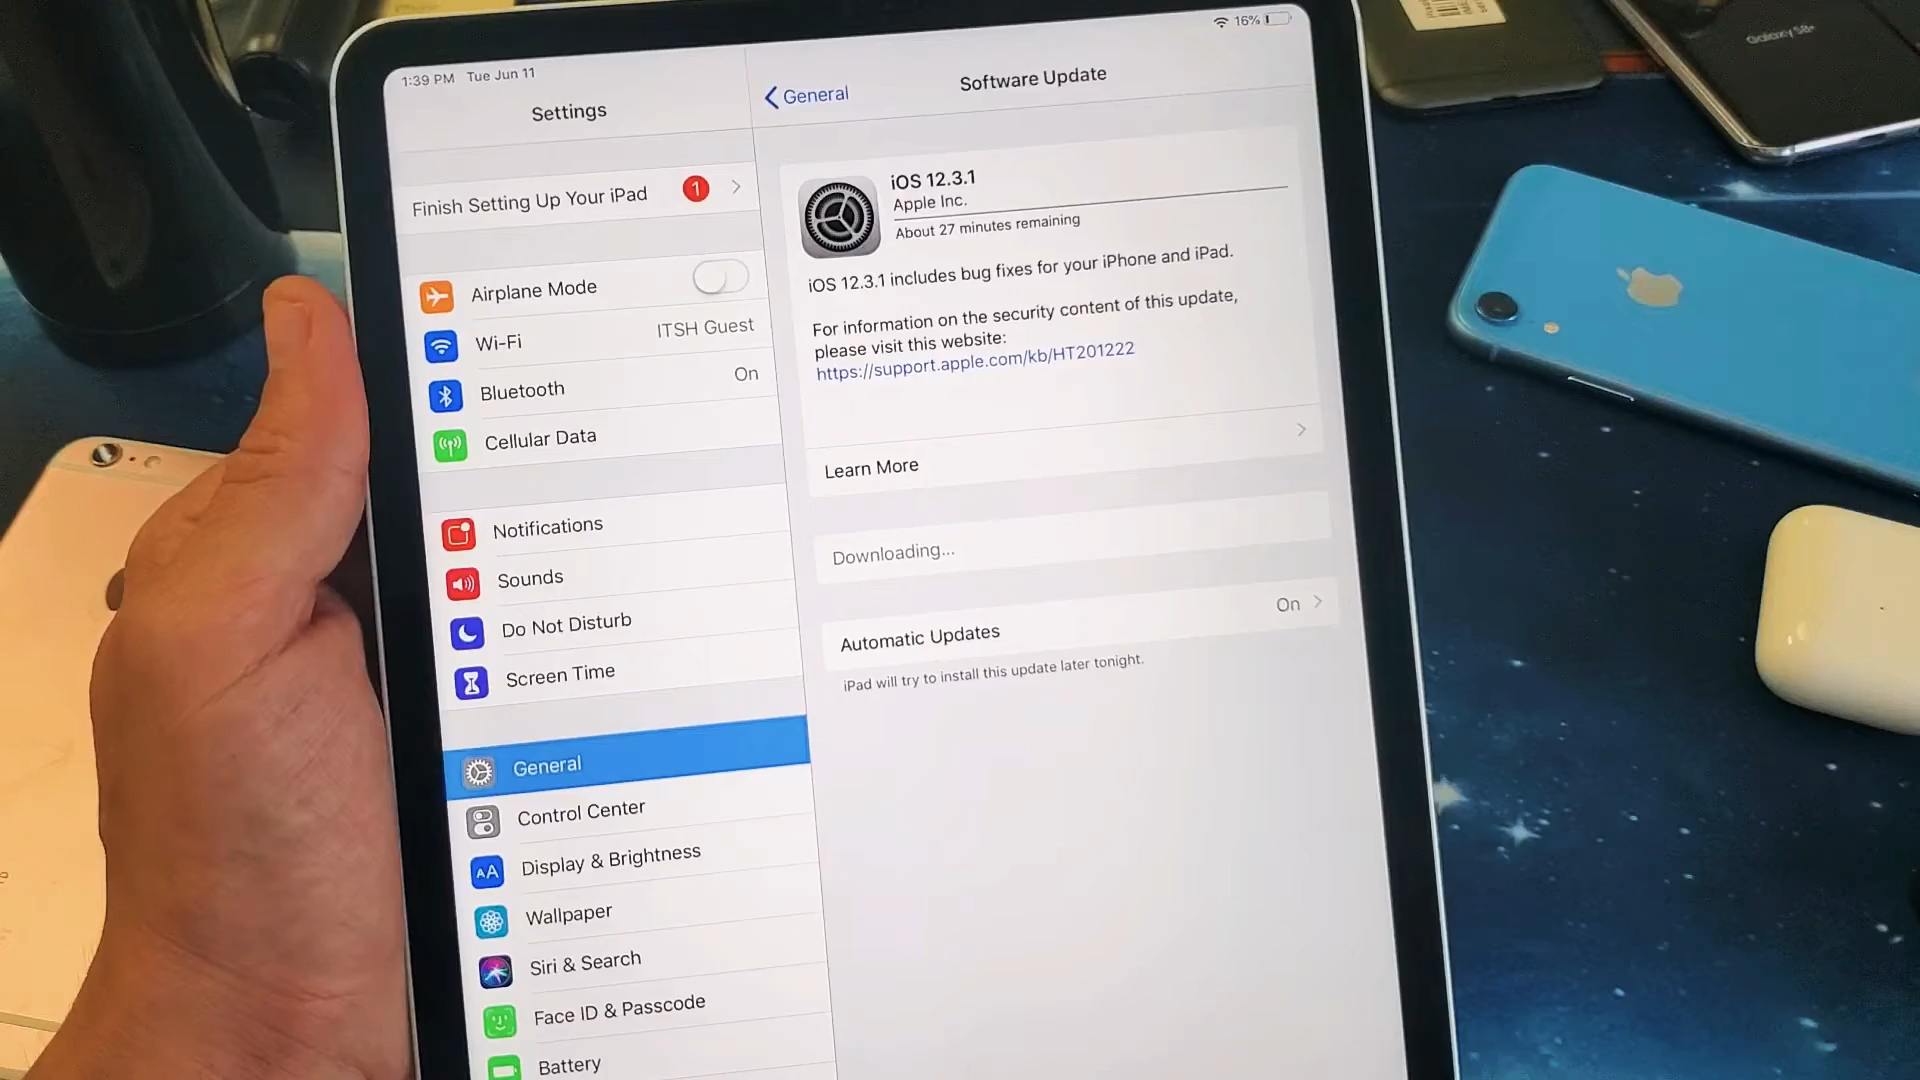 1:39 PM Tue Jun 11
16%
Settings
Finish Setting Up Your iPad 1
Airplane Mode
Wi-Fi ITSH Guest
Bluetooth On
Cellular Data
Notifications
Sounds
Do Not Disturb
Screen Time
General
Control Center
AA Display & Brightness
Wallpaper
Siri & Search
Face ID & Passcode
Battery
General
Software Update
iOS 12.3.1
Apple Inc.
About 27 minutes remaining
iOS 12.3.1 includes bug fixes for your iPhone and iPad.
For information on the security content of this update,
please visit this website:
https://support.apple.com/kb/HT201222
Learn More
Downloading...
Automatic Updates On
iPad will try to install this update later tonight.
Galaxy S8+